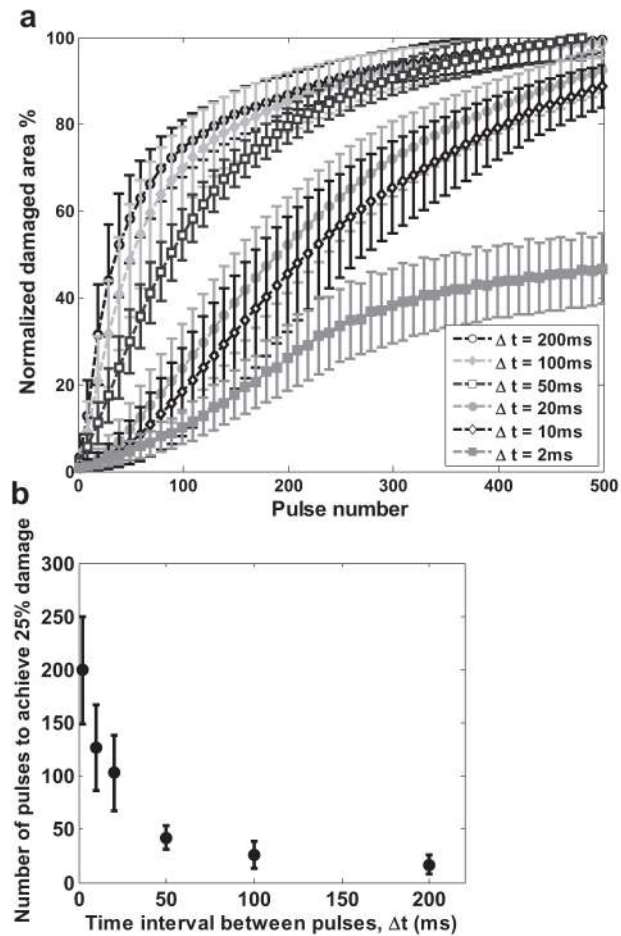 a
Normalized damaged area %
100
80
60
40
20
0
0 100 200 300 400 500
Pulse number
Δ t = 200ms
Δ t = 100ms
Δ t = 50ms
Δ t = 20ms
Δ t = 10ms
Δ t = 2ms
b
Number of pulses to achieve 25% damage
300
250
200
150
100
50
0
0 50 100 150 200
Time interval between pulses, Δt (ms)